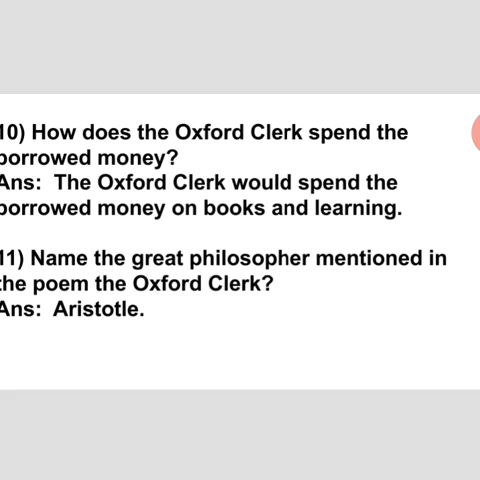 10) How does the Oxford Clerk spend the
borrowed money?
Ans: The Oxford Clerk would spend the
borrowed money on books and learning.
11) Name the great philosopher mentioned in
the poem the Oxford Clerk?
Ans: Aristotle.